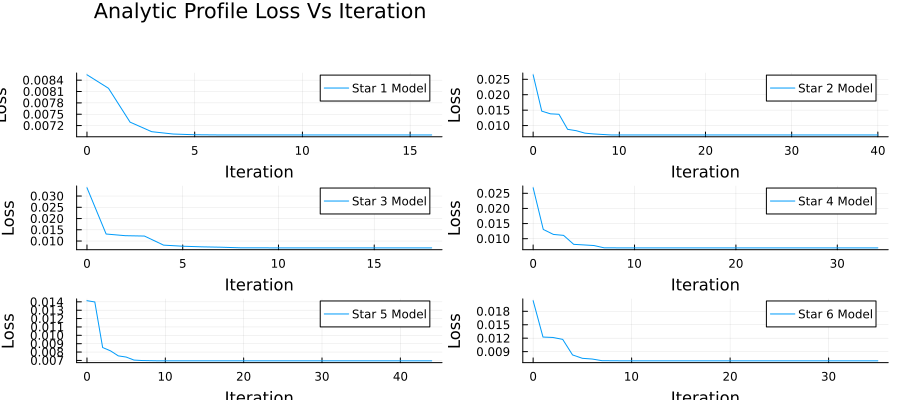 Analytic Profile Loss Vs Iteration
0.0084
0.0081
0.0078
0.0075
0.0072
Loss
Star 1 Model
0 5 10 15
Iteration
0.025
0.020
0.015
0.010
Loss
Star 2 Model
0 10 20 30 40
Iteration
0.030
0.025
0.020
0.015
0.010
Loss
Star 3 Model
0 5 10 15
Iteration
0.025
0.020
0.015
0.010
Loss
Star 4 Model
0 10 20 30
Iteration
0.014
0.013
0.012
0.011
0.010
0.009
0.008
0.007
Loss
Star 5 Model
0 10 20 30 40
Iteration
0.018
0.015
0.012
0.009
Loss
Star 6 Model
0 10 20 30
Iteration